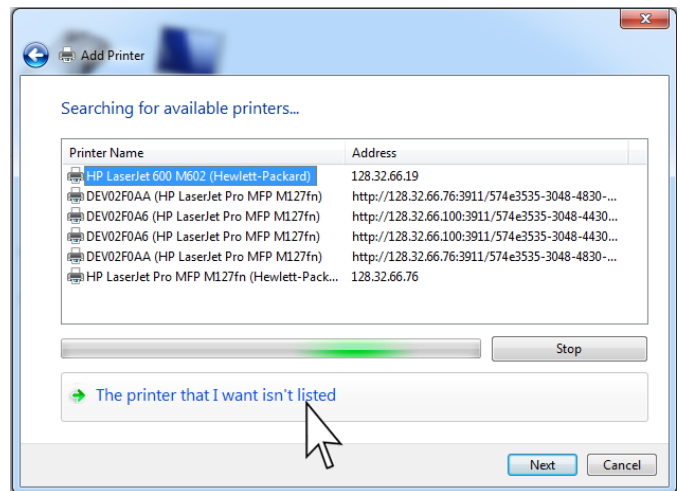 Add Printer
Searching for available printers...
Printer Name Address
HP LaserJet 600 M602 (Hewlett-Packard) 128.32.66.19
DEV02F0AA (HP LaserJet Pro MFP M127fn) http://128.32.66.76:3911/574e3535-3048-4830-...
DEV02F0A6 (HP LaserJet Pro MFP M127fn) http://128.32.66.100:3911/574e3535-3048-4430...
DEV02F0A6 (HP LaserJet Pro MFP M127fn) http://128.32.66.100:3911/574e3535-3048-4430...
DEV02F0AA (HP LaserJet Pro MFP M127fn) http://128.32.66.76:3911/574e3535-3048-4830-...
HP LaserJet Pro MFP M127fn (Hewlett-Pack... 128.32.66.76
Stop
The printer that I want isn't listed
Next Cancel